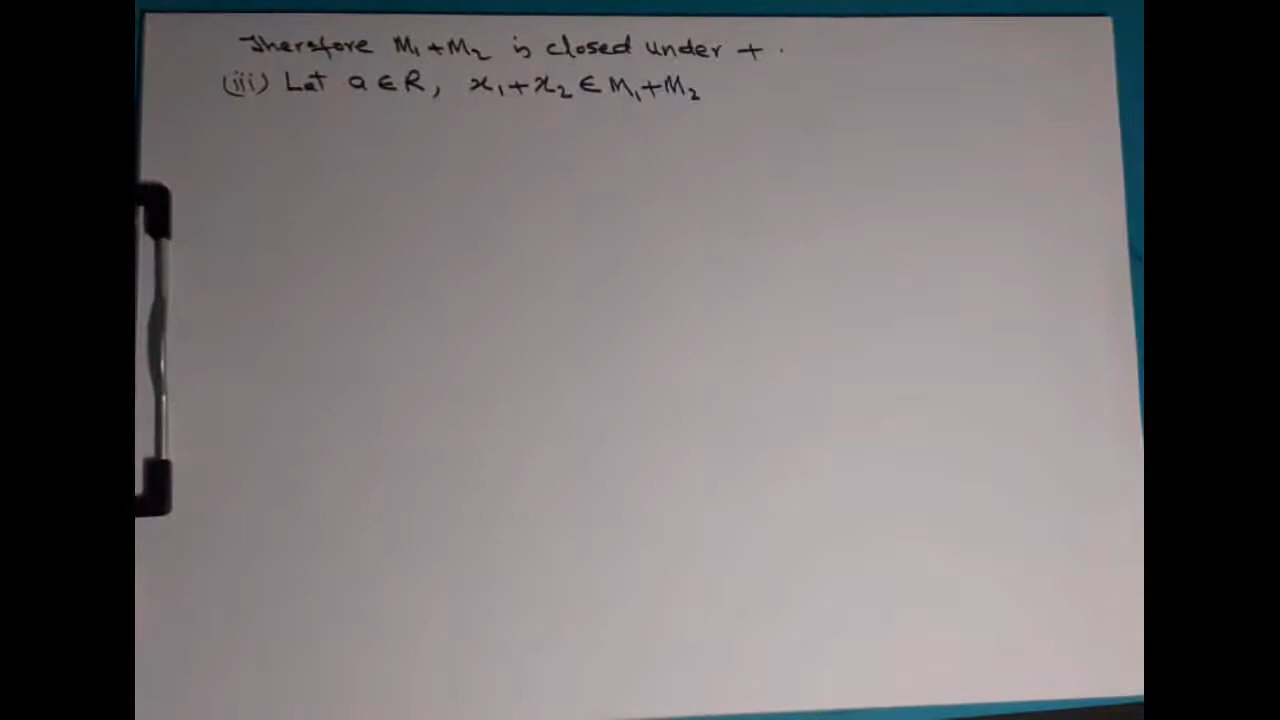 Therefore M₁+M₂ is closed under + .
(iii) Let a ∈ R, x₁+x₂ ∈ M₁+M₂